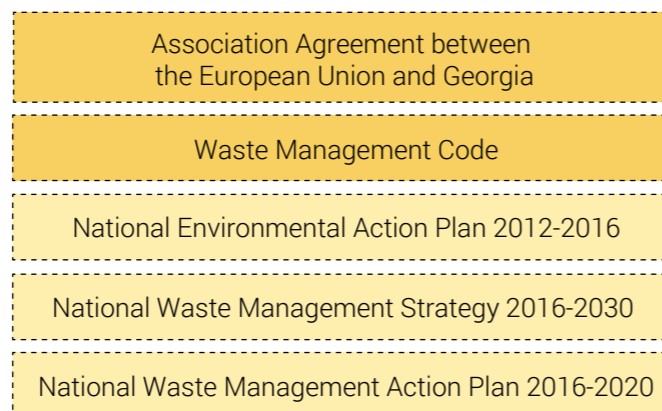 Association Agreement between
the European Union and Georgia
Waste Management Code
National Environmental Action Plan 2012-2016
National Waste Management Strategy 2016-2030
National Waste Management Action Plan 2016-2020